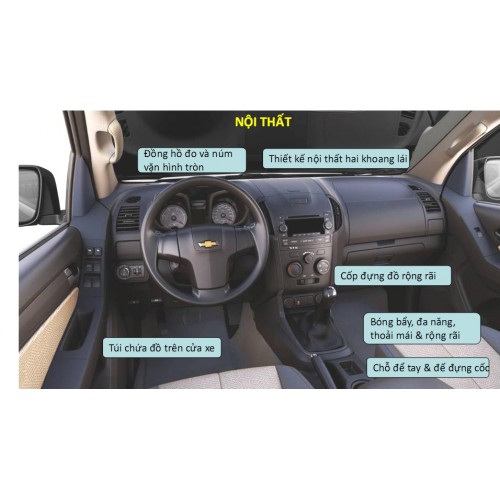 NỘI THẤT
Đồng hồ đo và núm
vặn hình tròn
Thiết kế nội thất hai khoang lái
Cốp đựng đồ rộng rãi
Bóng bẩy, đa năng,
thoải mái & rộng rãi
Túi chứa đồ trên cửa xe
Chỗ để tay & đế đựng cốc